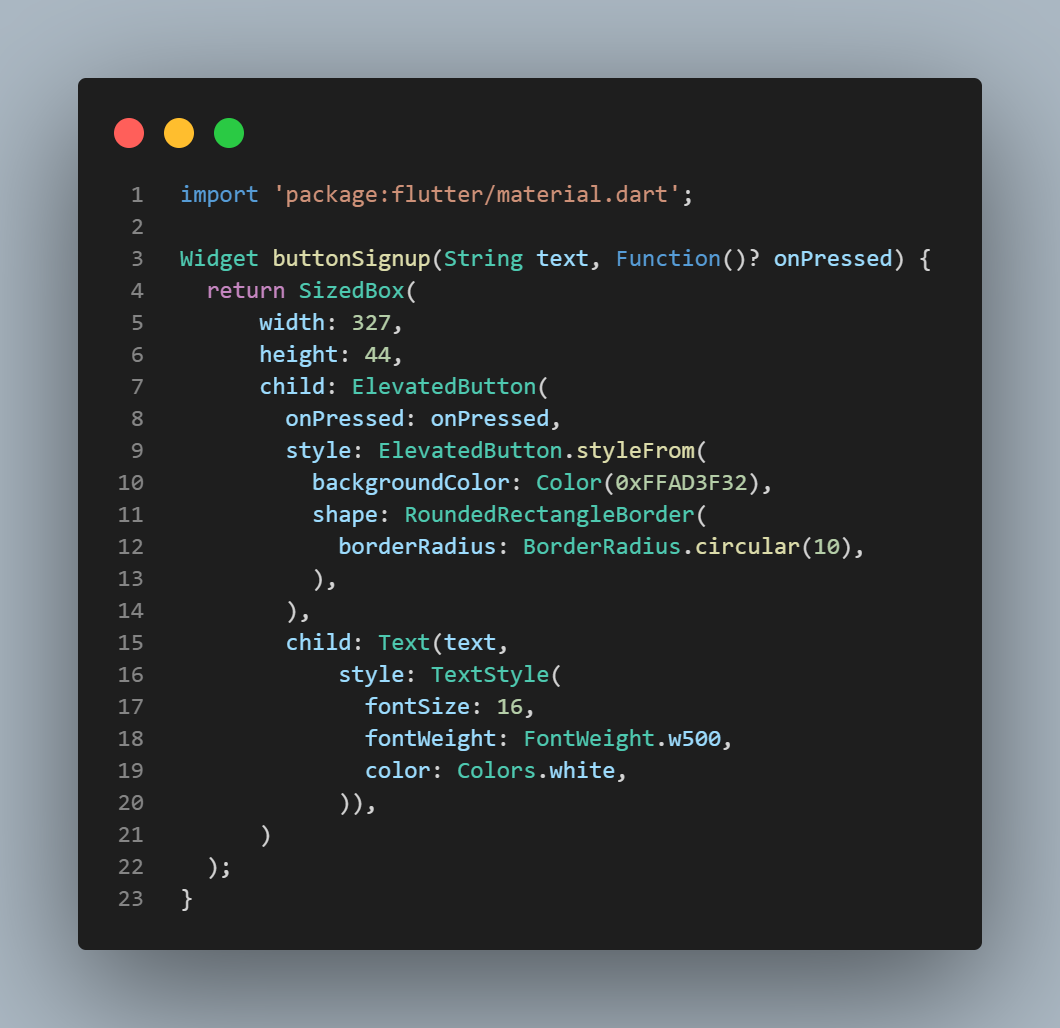 1 import 'package:flutter/material.dart';
2
3 Widget buttonSignup(String text, Function()? onPressed) {
4   return SizedBox(
5       width: 327,
6       height: 44,
7       child: ElevatedButton(
8         onPressed: onPressed,
9         style: ElevatedButton.styleFrom(
10           backgroundColor: Color(0xFFAD3F32),
11           shape: RoundedRectangleBorder(
12             borderRadius: BorderRadius.circular(10),
13           ),
14         ),
15         child: Text(text,
16             style: TextStyle(
17               fontSize: 16,
18               fontWeight: FontWeight.w500,
19               color: Colors.white,
20             )),
21       )
22   );
23 }